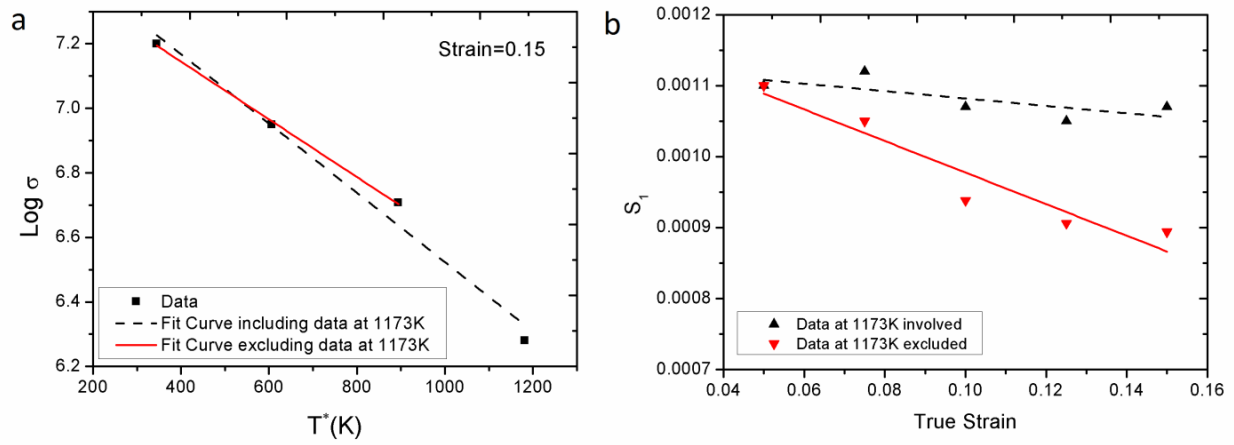 a
Strain=0.15
7.2
7.0
6.8
6.6
6.4
6.2
Log σ
Data
Fit Curve including data at 1173K
Fit Curve excluding data at 1173K
200 400 600 800 1000 1200
T*(K)
b
0.0012
0.0011
0.0010
0.0009
0.0008
0.0007
S1
Data at 1173K involved
Data at 1173K excluded
0.04 0.06 0.08 0.10 0.12 0.14 0.16
True Strain